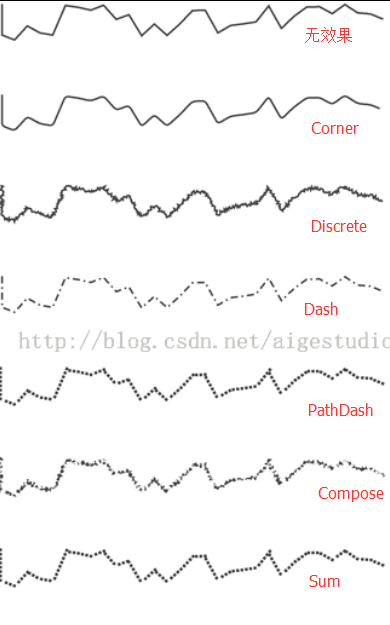 无效果
Corner
Discrete
Dash
http://blog.csdn.net/aigestudio
PathDash
Compose
Sum